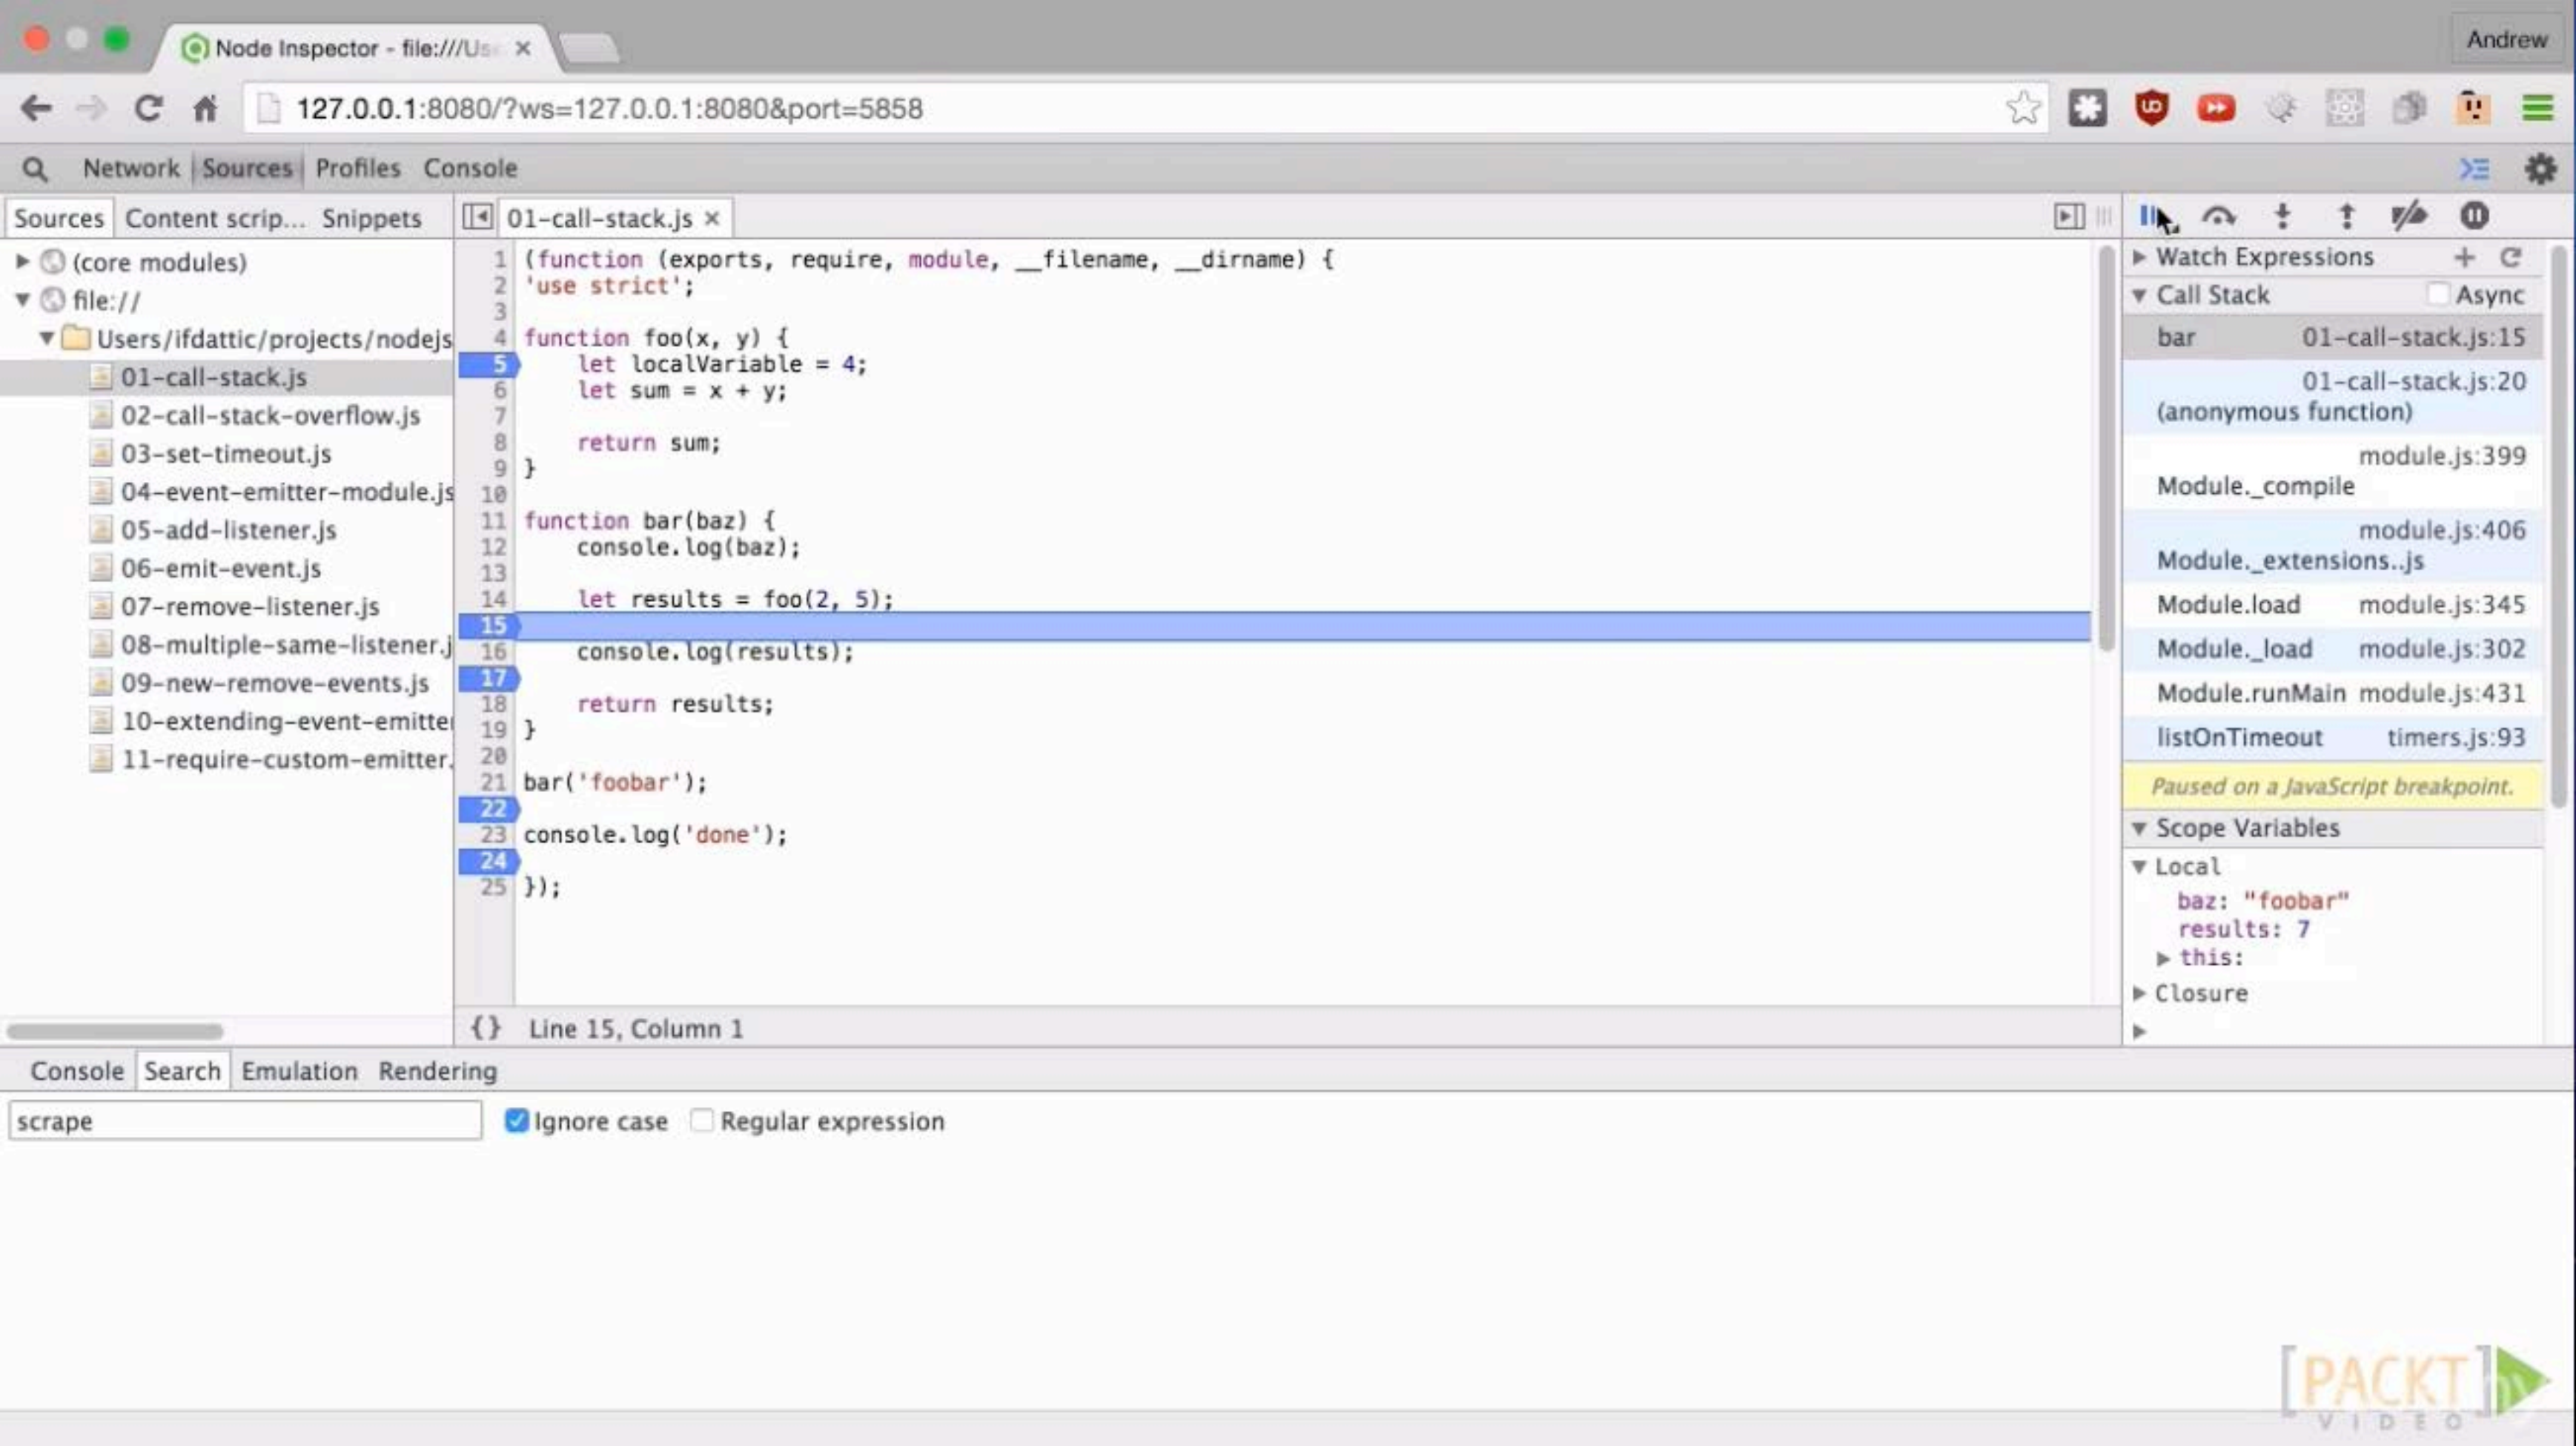 Node Inspector - file:///Us
Andrew
127.0.0.1:8080/?ws=127.0.0.1:8080&port=5858
Network Sources Profiles Console
Sources Content scrip... Snippets
(core modules)
file://
Users/ifdattic/projects/nodejs
01-call-stack.js
02-call-stack-overflow.js
03-set-timeout.js
04-event-emitter-module.js
05-add-listener.js
06-emit-event.js
07-remove-listener.js
08-multiple-same-listener.j
09-new-remove-events.js
10-extending-event-emitter
11-require-custom-emitter.
01-call-stack.js ×
1 (function (exports, require, module, __filename, __dirname) {
2 'use strict';
3
4 function foo(x, y) {
5     let localVariable = 4;
6     let sum = x + y;
7
8     return sum;
9 }
10
11 function bar(baz) {
12     console.log(baz);
13
14     let results = foo(2, 5);
15
16     console.log(results);
17
18     return results;
19 }
20
21 bar('foobar');
22
23 console.log('done');
24
25 });
{} Line 15, Column 1
Watch Expressions
Call Stack Async
bar 01-call-stack.js:15
01-call-stack.js:20
(anonymous function)
module.js:399
Module._compile
module.js:406
Module._extensions..js
Module.load module.js:345
Module._load module.js:302
Module.runMain module.js:431
listOnTimeout timers.js:93
Paused on a JavaScript breakpoint.
Scope Variables
Local
baz: "foobar"
results: 7
this:
Closure
Console Search Emulation Rendering
scrape Ignore case Regular expression
[PACKT]
VIDEO